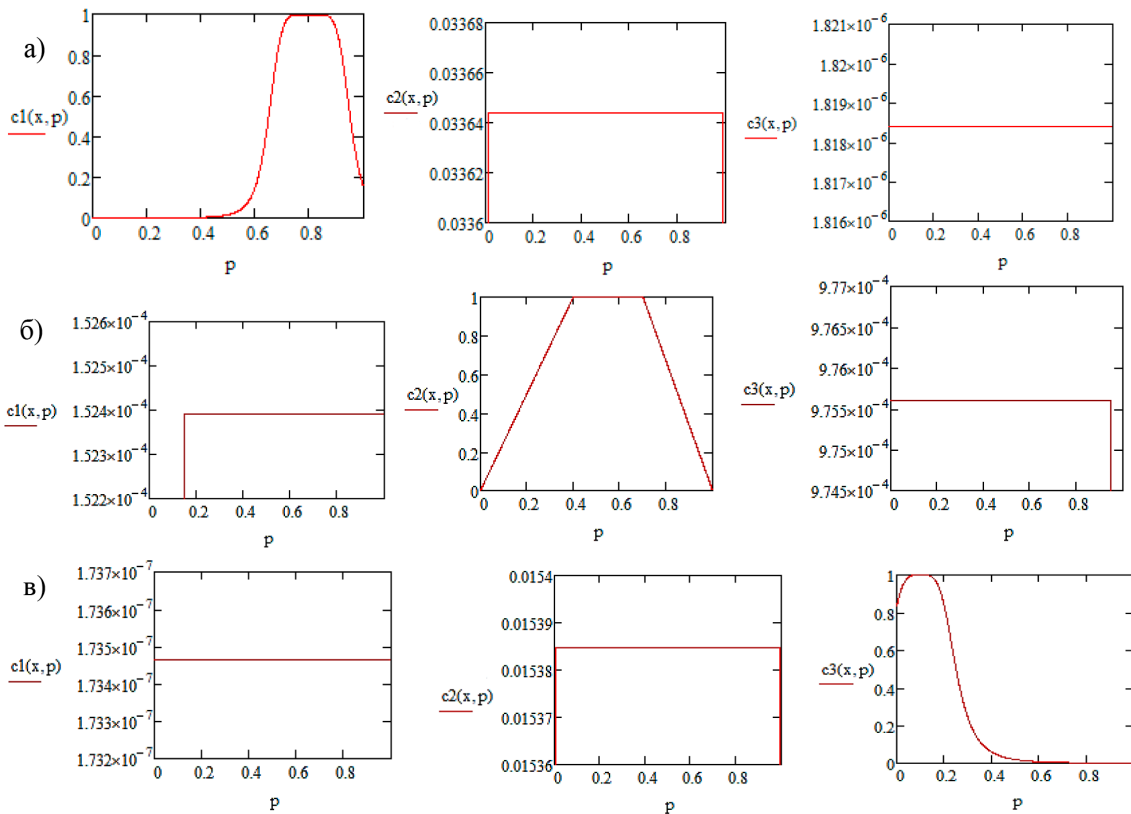 а)
c1(x,p)
1
0.8
0.6
0.4
0.2
0
0 0.2 0.4 0.6 0.8
p
c2(x,p)
0.03368
0.03366
0.03364
0.03362
0.0336
0 0.2 0.4 0.6 0.8
p
c3(x,p)
1.821×10⁻⁶
1.82×10⁻⁶
1.819×10⁻⁶
1.818×10⁻⁶
1.817×10⁻⁶
1.816×10⁻⁶
0 0.2 0.4 0.6 0.8
p
б)
c1(x,p)
1.526×10⁻⁴
1.525×10⁻⁴
1.524×10⁻⁴
1.523×10⁻⁴
1.522×10⁻⁴
0 0.2 0.4 0.6 0.8
p
c2(x,p)
1
0.8
0.6
0.4
0.2
0
0 0.2 0.4 0.6 0.8
p
c3(x,p)
9.77×10⁻⁴
9.765×10⁻⁴
9.76×10⁻⁴
9.755×10⁻⁴
9.75×10⁻⁴
9.745×10⁻⁴
0 0.2 0.4 0.6 0.8
p
в)
c1(x,p)
1.737×10⁻⁷
1.736×10⁻⁷
1.735×10⁻⁷
1.734×10⁻⁷
1.733×10⁻⁷
1.732×10⁻⁷
0 0.2 0.4 0.6 0.8
p
c2(x,p)
0.0154
0.01539
0.01538
0.01537
0.01536
0 0.2 0.4 0.6 0.8
p
c3(x,p)
1
0.8
0.6
0.4
0.2
0
0 0.2 0.4 0.6 0.8
p